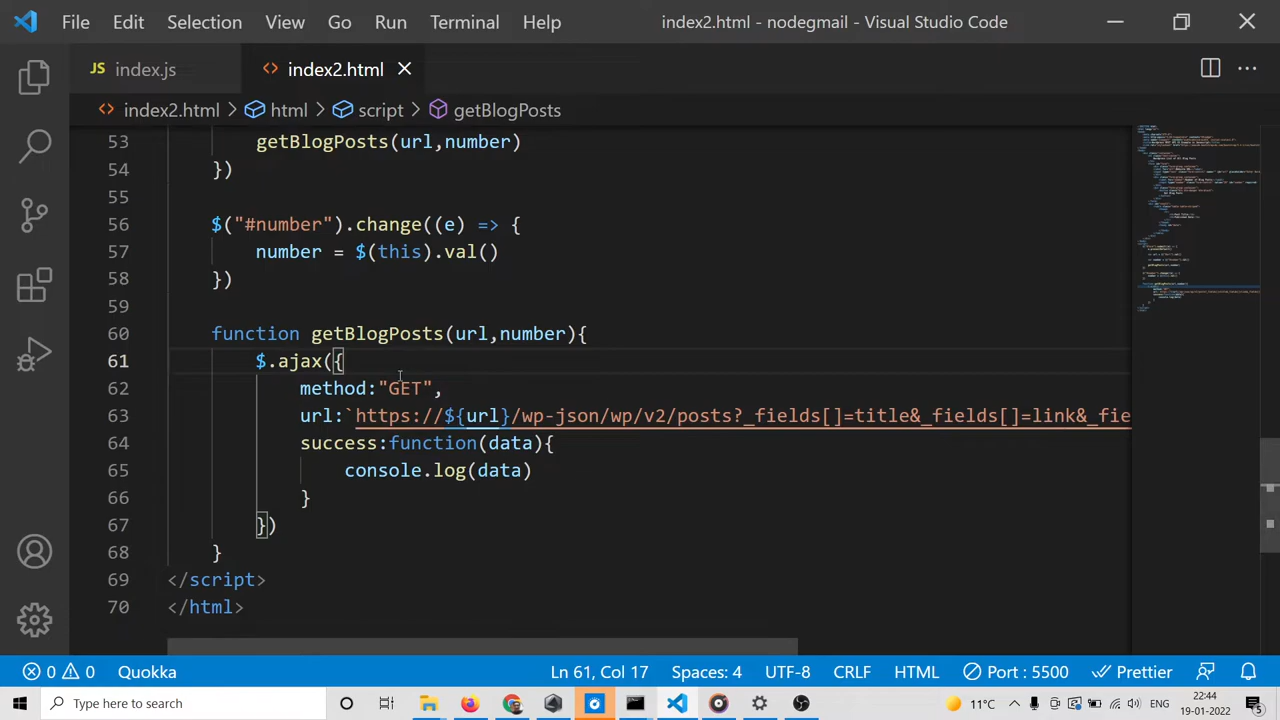 File Edit Selection View Go Run Terminal Help index2.html - nodegmail - Visual Studio Code
JS index.js <> index2.html
<> index2.html > html > script > getBlogPosts
53 getBlogPosts(url,number)
54 })
55
56 $("#number").change((e) => {
57 number = $(this).val()
58 })
59
60 function getBlogPosts(url,number){
61 $.ajax({
62 method:"GET",
63 url:`https://${url}/wp-json/wp/v2/posts?_fields[]=title&_fields[]=link&_fie
64 success:function(data){
65 console.log(data)
66 }
67 })
68 }
69 </script>
70 </html>
0 0 Quokka Ln 61, Col 17 Spaces: 4 UTF-8 CRLF HTML Port : 5500 Prettier
Type here to search 11°C ENG 22:44
19-01-2022 5